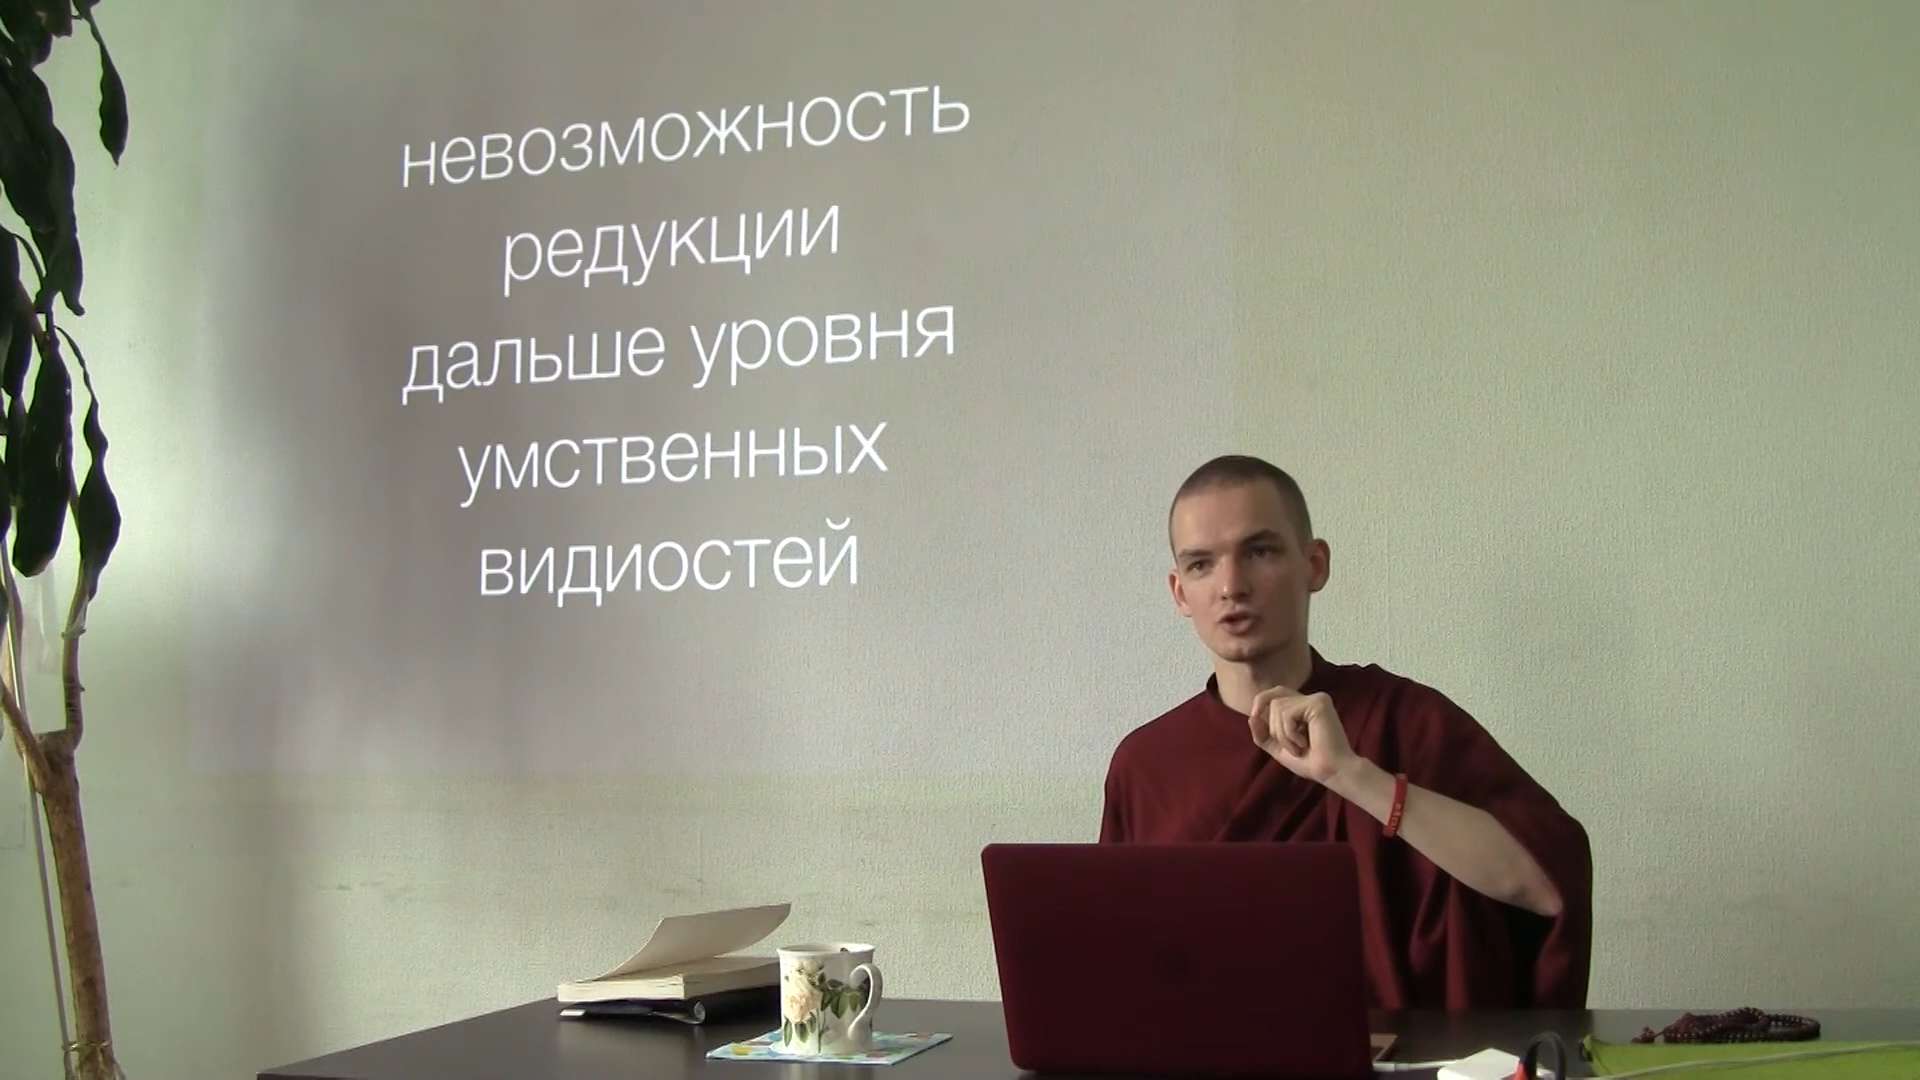 невозможность
редукции
дальше уровня
умственных
видиостей